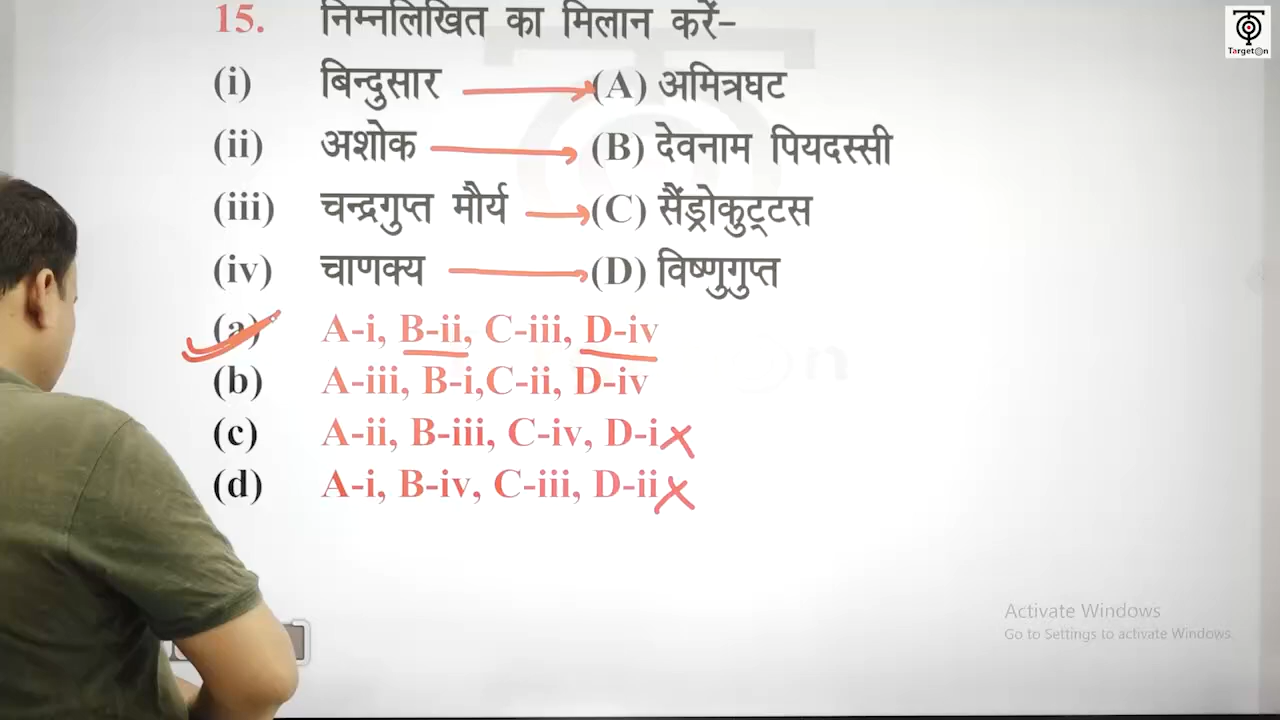 TargetOn
15. निम्नलिखित का मिलान करें-
(i) बिन्दुसार (A) अमित्रघट
(ii) अशोक (B) देवनाम पियदस्सी
(iii) चन्द्रगुप्त मौर्य (C) सैंड्रोकुट्टस
(iv) चाणक्य (D) विष्णुगुप्त
(a) A-i, B-ii, C-iii, D-iv
(b) A-iii, B-i,C-ii, D-iv
(c) A-ii, B-iii, C-iv, D-i
(d) A-i, B-iv, C-iii, D-ii
Activate Windows
Go to Settings to activate Windows.